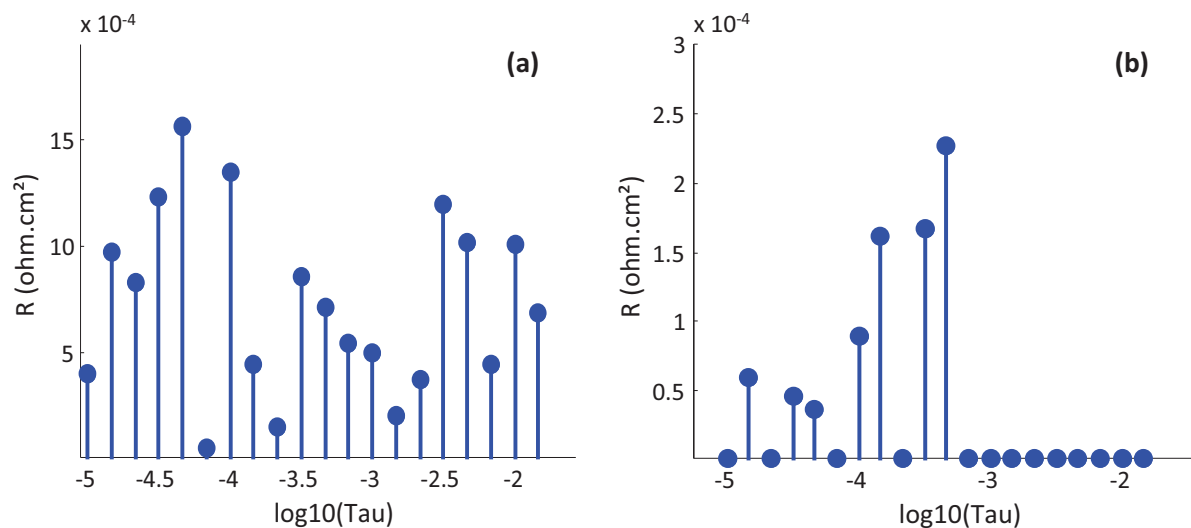 x 10⁻⁴
(a)
15
10
5
R (ohm.cm²)
-5 -4.5 -4 -3.5 -3 -2.5 -2
log10(Tau)
x 10⁻⁴
(b)
3
2.5
2
1.5
1
0.5
R (ohm.cm²)
-5 -4 -3 -2
log10(Tau)